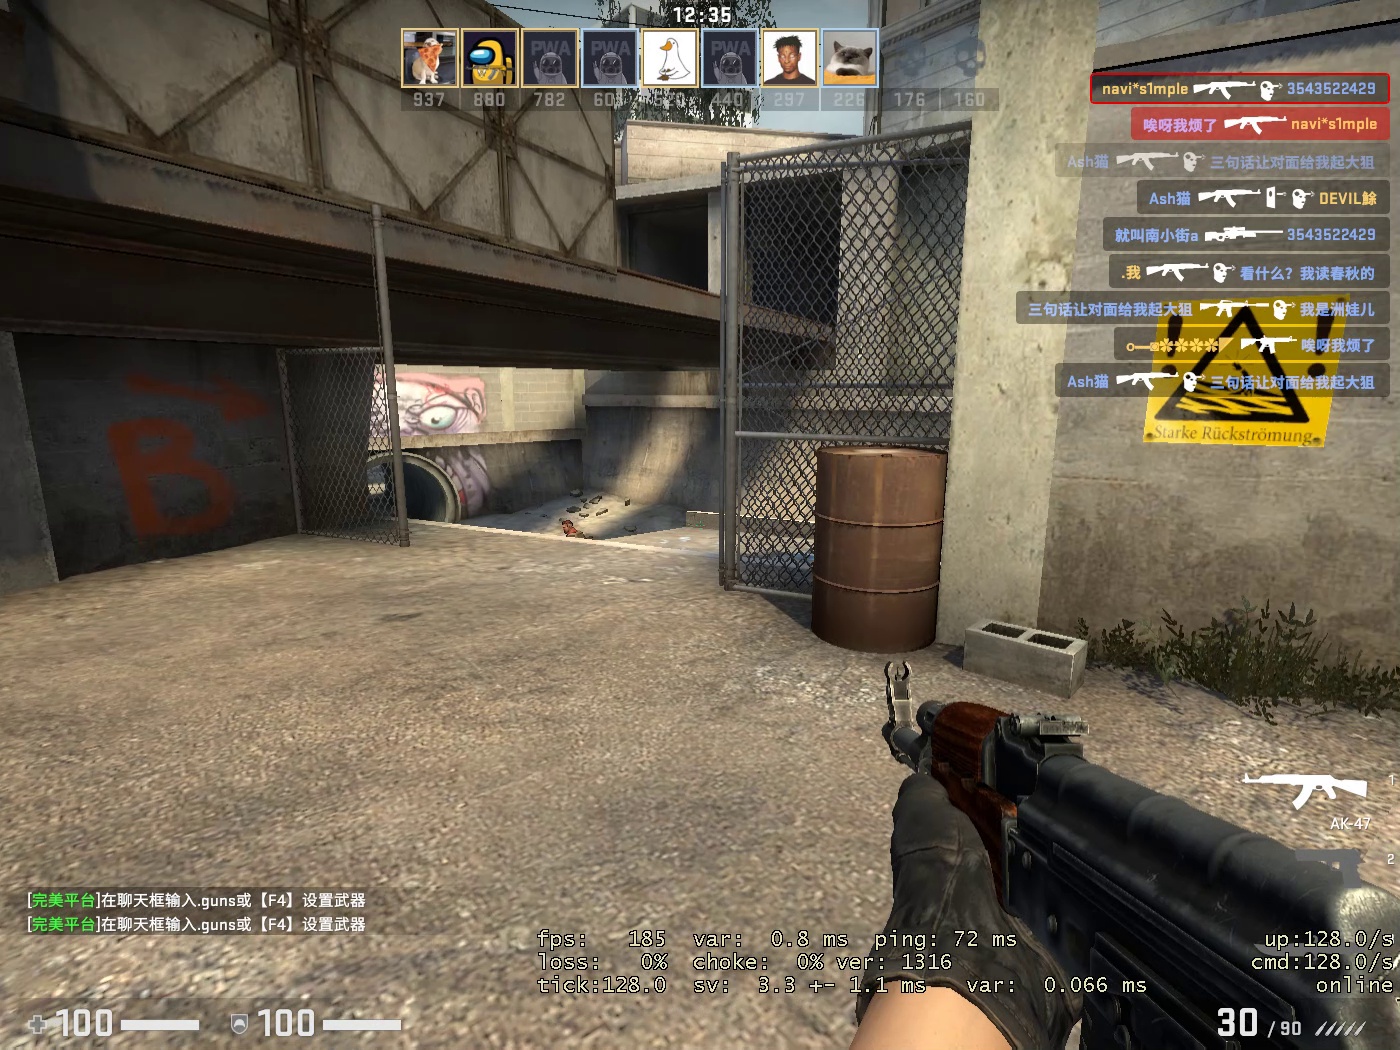 12:35
PWA
PWA
PWA
937 880 782 60 440 297 226 176 160
navi*s1mple 3543522429
唉呀我烦了 navi*s1mple
Ash猫 三句话让对面给我起大狙
Ash猫 DEVIL鮽
就叫南小街a 3543522429
.我 看什么？我读春秋的
三句话让对面给我起大狙 我是洲娃儿
唉呀我烦了
Ash猫 三句话让对面给我起大狙
Starke Rückströmung
B
1
AK-47
2
[完美平台]在聊天框输入.guns或【F4】设置武器
[完美平台]在聊天框输入.guns或【F4】设置武器
fps: 185 var: 0.8 ms ping: 72 ms
loss: 0% choke: 0% ver: 1316
tick:128.0 sv: 3.3 +- 1.1 ms var: 0.066 ms
up:128.0/s
cmd:128.0/s
online
100 100
30 / 90